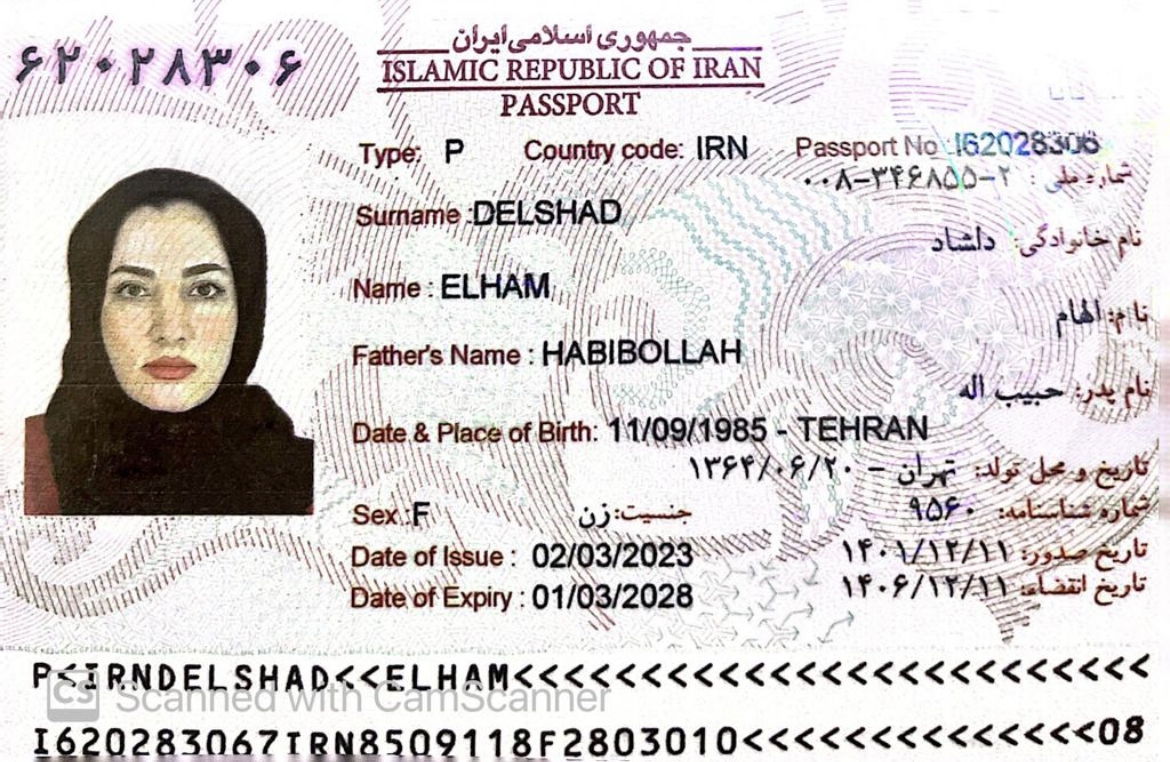 ۶۲۰۲۸۳۰۶
جمهوری اسلامی ایران
ISLAMIC REPUBLIC OF IRAN
PASSPORT
Type: P Country code: IRN Passport No :I62028306
شماره ملی : ۰۰۸-۳۴۶۸۵۵-۲
Surname :DELSHAD
نام خانوادگی: دلشاد
Name : ELHAM
نام: الهام
Father's Name : HABIBOLLAH
نام پدر: حبیب اله
Date & Place of Birth: 11/09/1985 - TEHRAN
تاریخ و محل تولد: تهران - ۱۳۶۴/۰۶/۲۰
Sex :F جنسیت: زن شماره شناسنامه: ۹۵۶۰
Date of Issue : 02/03/2023 تاریخ صدور: ۱۴۰۱/۱۲/۱۱
Date of Expiry : 01/03/2028 تاریخ انقضاء: ۱۴۰۶/۱۲/۱۱
P<IRNDELSHAD<<ELHAM<<<<<<<<<<<<<<<<<<<<<<<<<
CS Scanned with CamScanner
I620283067IRN8509118F2803010<<<<<<<<<<<<<<08